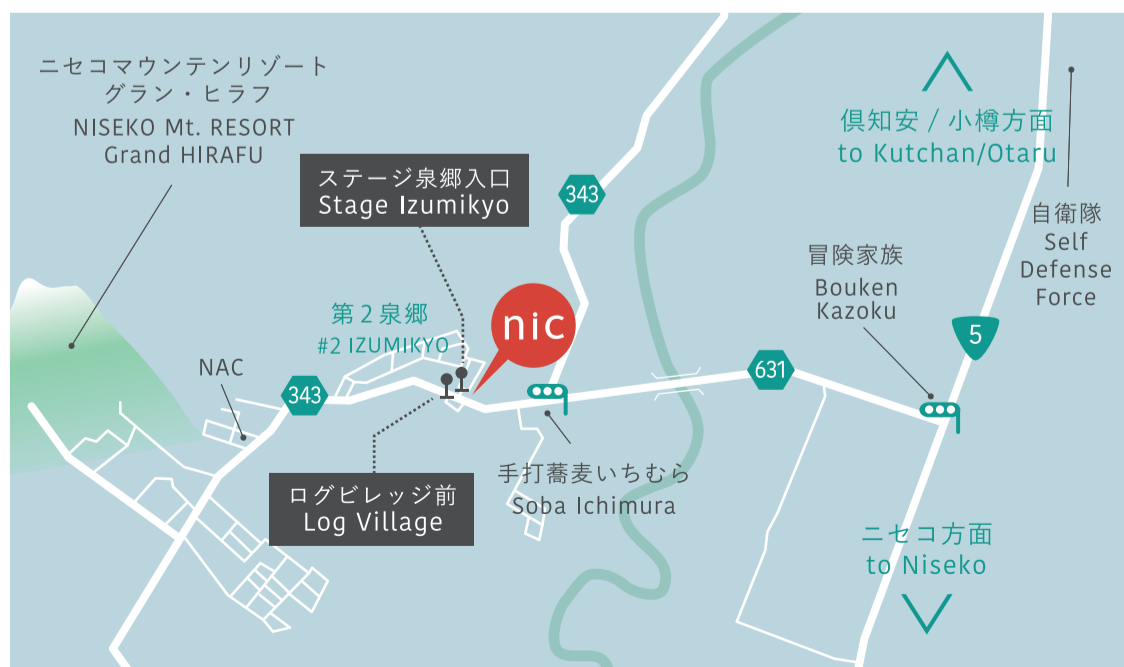 ニセコマウンテンリゾート
グラン・ヒラフ
NISEKO Mt. RESORT
Grand HIRAFU
ステージ泉郷入口
Stage Izumikyo
343
倶知安 / 小樽方面
to Kutchan/Otaru
自衛隊
Self
Defense
Force
冒険家族
Bouken
Kazoku
第2泉郷
#2 IZUMIKYO
nic
5
NAC
343
631
手打蕎麦いちむら
Soba Ichimura
ログビレッジ前
Log Village
ニセコ方面
to Niseko